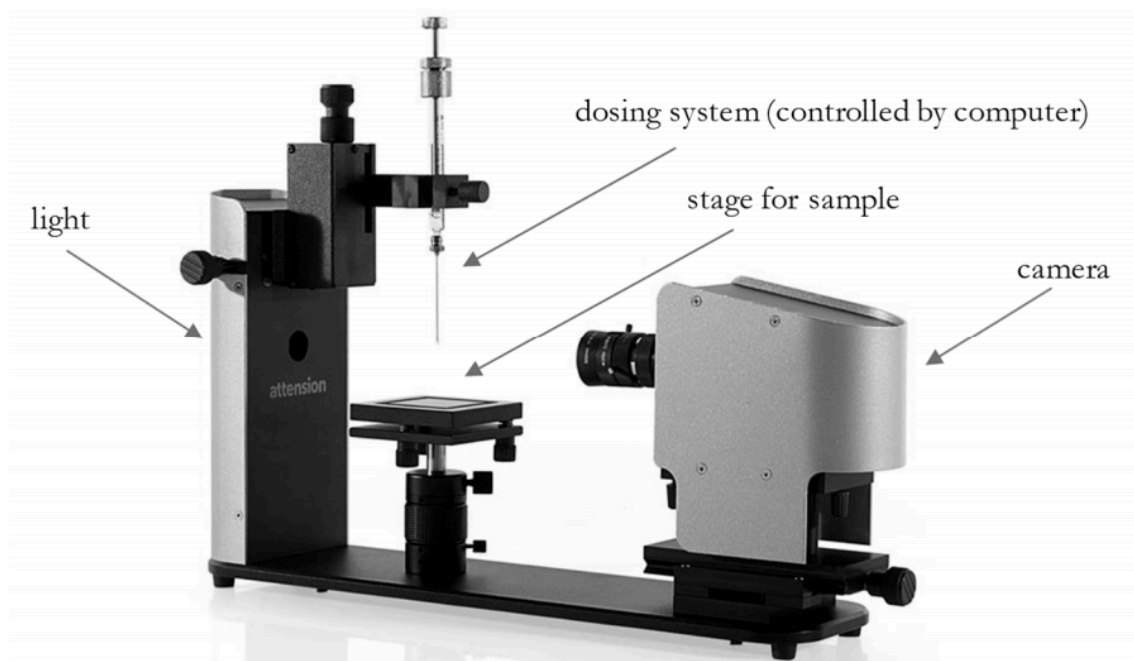 dosing system (controlled by computer)
stage for sample
light
camera
attension